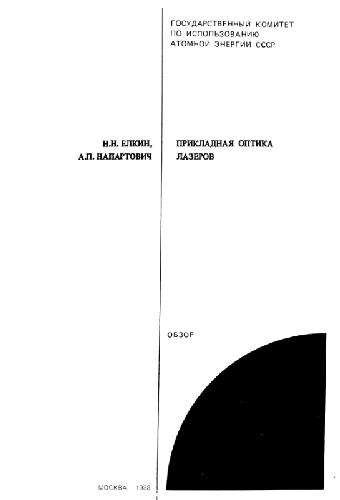 ГОСУДАРСТВЕННЫЙ КОМИТЕТ
ПО ИСПОЛЬЗОВАНИЮ
АТОМНОЙ ЭНЕРГИИ СССР
Н.Н. ЕЛКИН,
А.П. НАПАРТОВИЧ
ПРИКЛАДНАЯ ОПТИКА
ЛАЗЕРОВ
ОБЗОР
МОСКВА